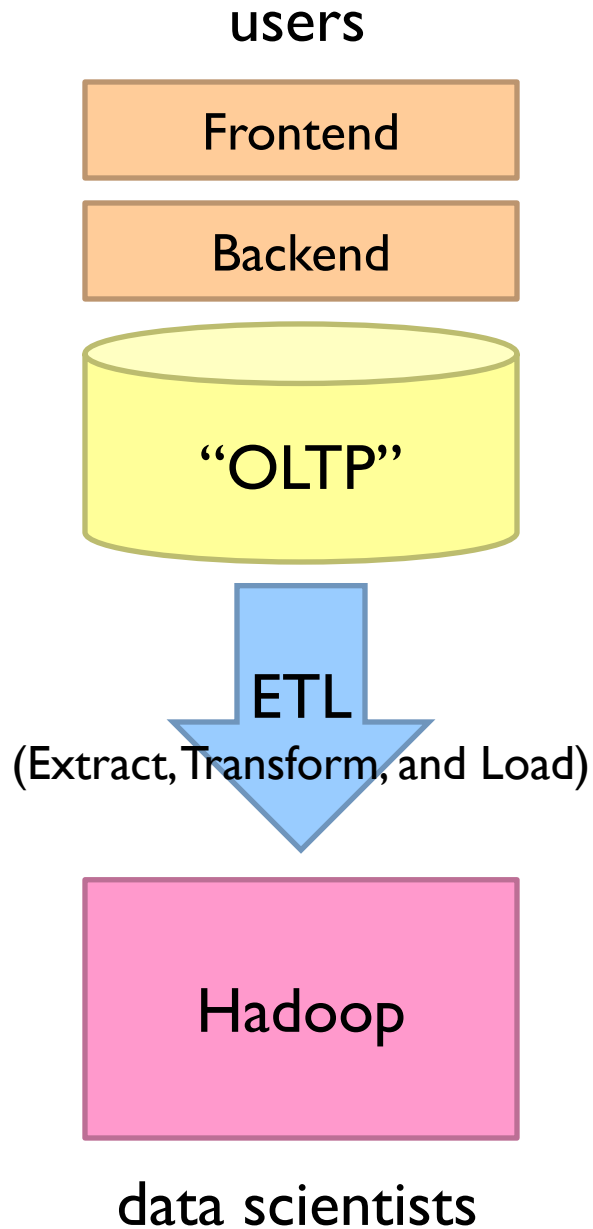 users
Frontend
Backend
“OLTP”
ETL
(Extract, Transform, and Load)
Hadoop
data scientists